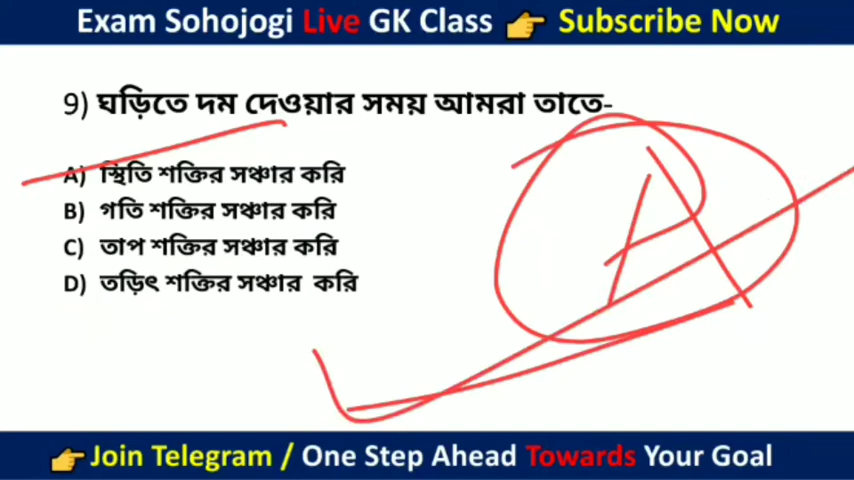 Exam Sohojogi Live GK Class 👉 Subscribe Now
9) ঘড়িতে দম দেওয়ার সময় আমরা তাতে-
A) স্থিতি শক্তির সঞ্চার করি
B) গতি শক্তির সঞ্চার করি
C) তাপ শক্তির সঞ্চার করি
D) তড়িৎ শক্তির সঞ্চার করি
A
👉 Join Telegram / One Step Ahead Towards Your Goal